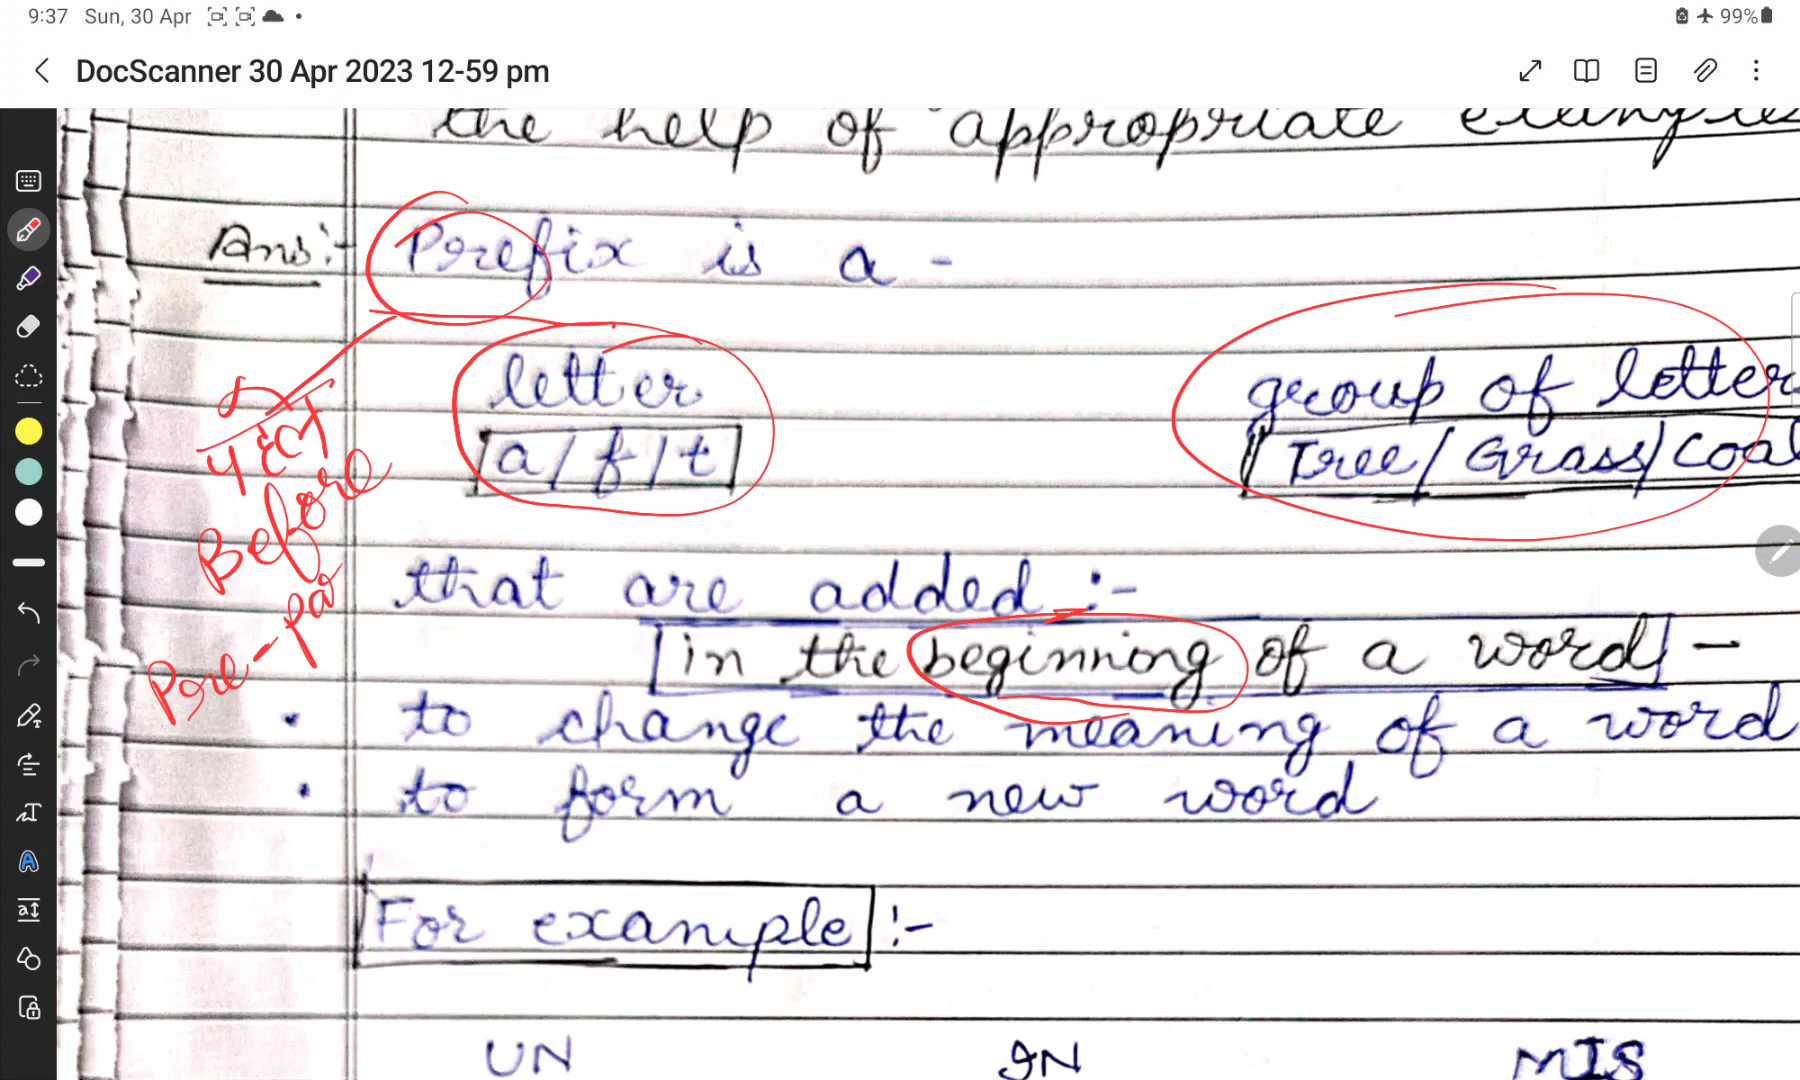 9:37 Sun, 30 Apr
99%
DocScanner 30 Apr 2023 12-59 pm
the help of appropriate
Ans:- Prefix is a -
letter group of letter
a/f/t Tree/Grass/Coal
Before
Pre-
that are added :-
in the beginning of a word -
• to change the meaning of a word
• to form a new word
For example :-
UN IN MIS